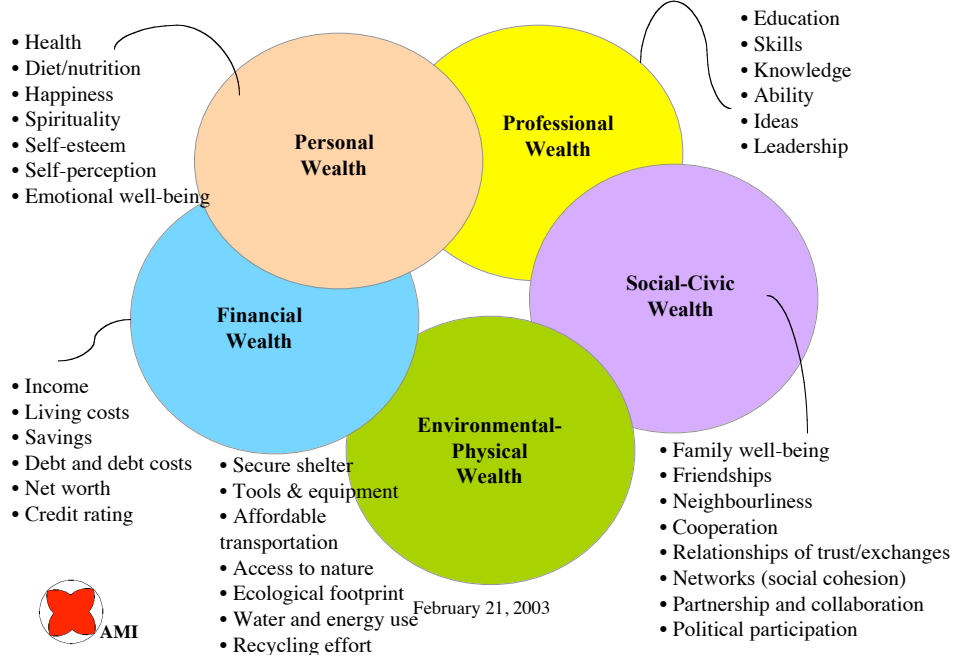 • Health
• Diet/nutrition
• Happiness
• Spirituality
• Self-esteem
• Self-perception
• Emotional well-being
Personal
Wealth
Professional
Wealth
• Education
• Skills
• Knowledge
• Ability
• Ideas
• Leadership
Financial
Wealth
Social-Civic
Wealth
Environmental-
Physical
Wealth
• Income
• Living costs
• Savings
• Debt and debt costs
• Net worth
• Credit rating
• Secure shelter
• Tools & equipment
• Affordable
transportation
• Access to nature
• Ecological footprint
• Water and energy use
• Recycling effort
• Family well-being
• Friendships
• Neighbourliness
• Cooperation
• Relationships of trust/exchanges
• Networks (social cohesion)
• Partnership and collaboration
• Political participation
February 21, 2003
AMI